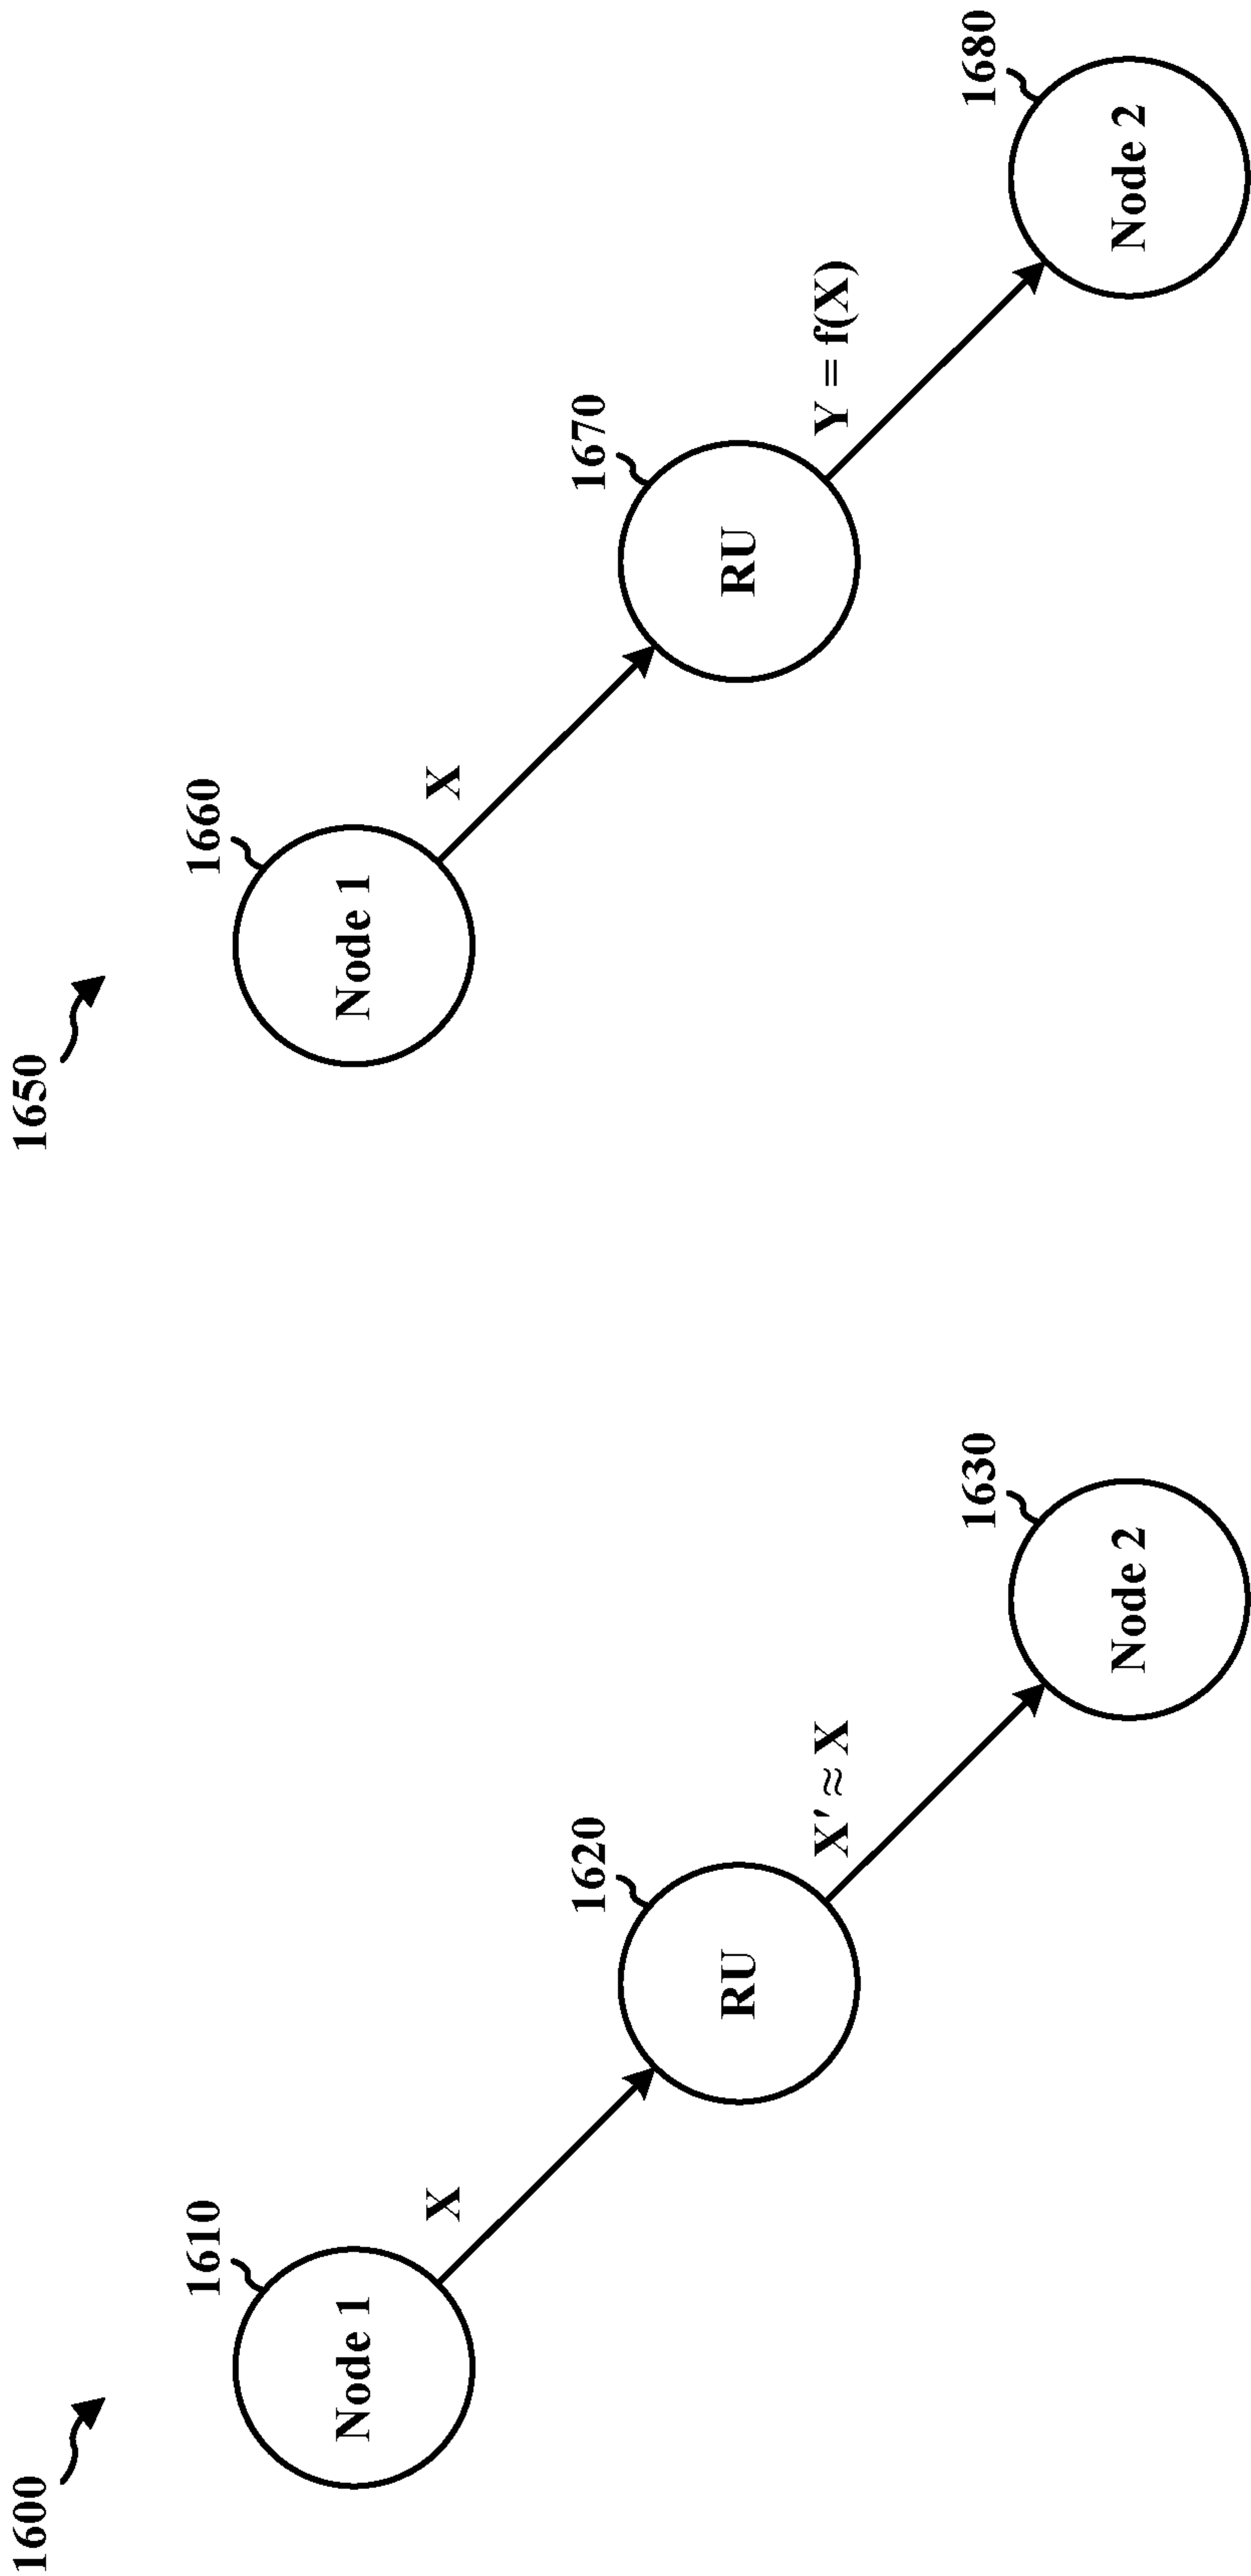 1600
1610
Node 1
X
1620
RU
X' ≈ X
1630
Node 2
1650
1660
Node 1
X
1670
RU
Y = f(X)
1680
Node 2